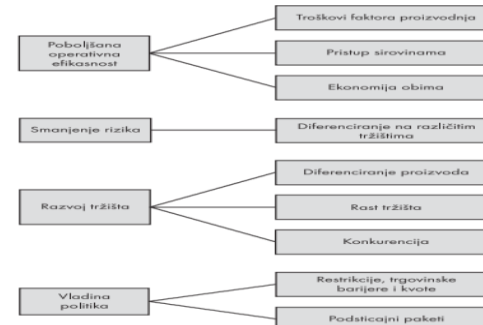 Poboljšana
operativna
efikasnost
Troškovi faktora proizvodnja
Pristup sirovinama
Ekonomija obima
Smanjenje rizika
Diferenciranje na različitim
tržištima
Razvoj tržišta
Diferenciranje proizvoda
Rast tržišta
Konkurencija
Vladina
politika
Restrikcije, trgovinske
barijere i kvote
Podsticajni paketi